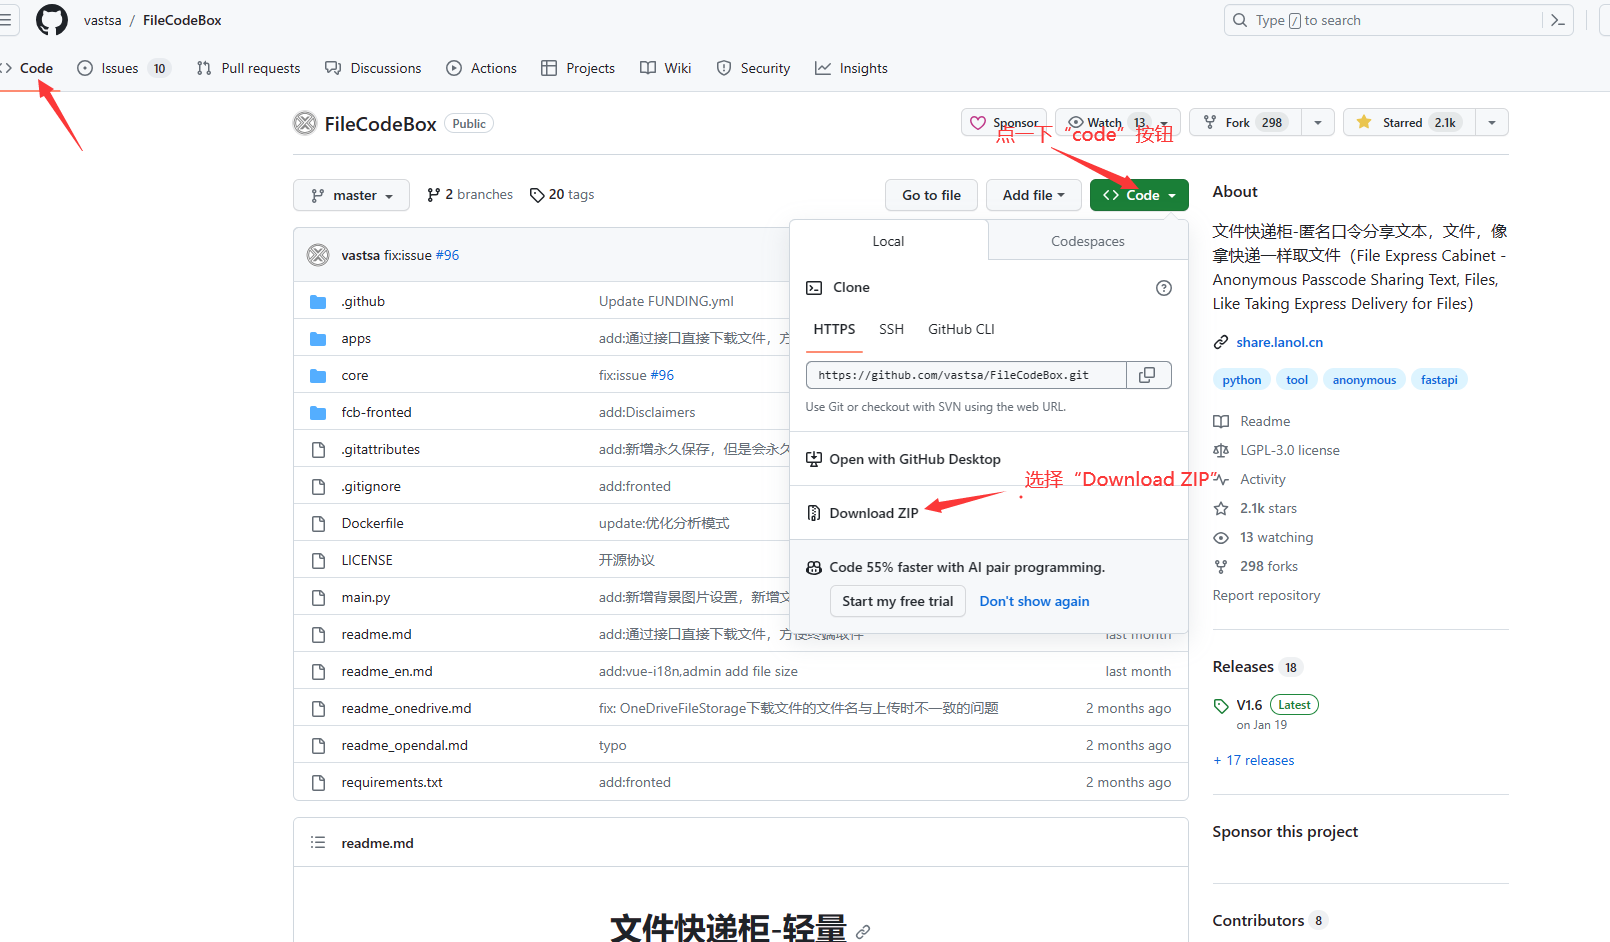 vastsa / FileCodeBox
Type / to search
Code
Issues 10
Pull requests
Discussions
Actions
Projects
Wiki
Security
Insights
FileCodeBox Public
Sponsor
Watch 13
Fork 298
Starred 2.1k
点一下“code”按钮
master
2 branches
20 tags
Go to file
Add file
Code
vastsa fix:issue #96
.github Update FUNDING.yml
apps add:通过接口直接下载文件，方
core fix:issue #96
fcb-fronted add:Disclaimers
.gitattributes add:新增永久保存，但是会永久
.gitignore add:fronted
Dockerfile update:优化分析模式
LICENSE 开源协议
main.py add:新增背景图片设置，新增文
readme.md add:通过接口直接下载文件，方便终端取件 last month
readme_en.md add:vue-i18n,admin add file size last month
readme_onedrive.md fix: OneDriveFileStorage下载文件的文件名与上传时不一致的问题 2 months ago
readme_opendal.md typo 2 months ago
requirements.txt add:fronted 2 months ago
Local
Codespaces
Clone
HTTPS SSH GitHub CLI
https://github.com/vastsa/FileCodeBox.git
Use Git or checkout with SVN using the web URL.
Open with GitHub Desktop
选择“Download ZIP”
Download ZIP
Code 55% faster with AI pair programming.
Start my free trial Don't show again
readme.md
文件快递柜-轻量
About
文件快递柜-匿名口令分享文本，文件，像
拿快递一样取文件（File Express Cabinet -
Anonymous Passcode Sharing Text, Files,
Like Taking Express Delivery for Files）
share.lanol.cn
python tool anonymous fastapi
Readme
LGPL-3.0 license
Activity
2.1k stars
13 watching
298 forks
Report repository
Releases 18
V1.6 Latest
on Jan 19
+ 17 releases
Sponsor this project
Contributors 8